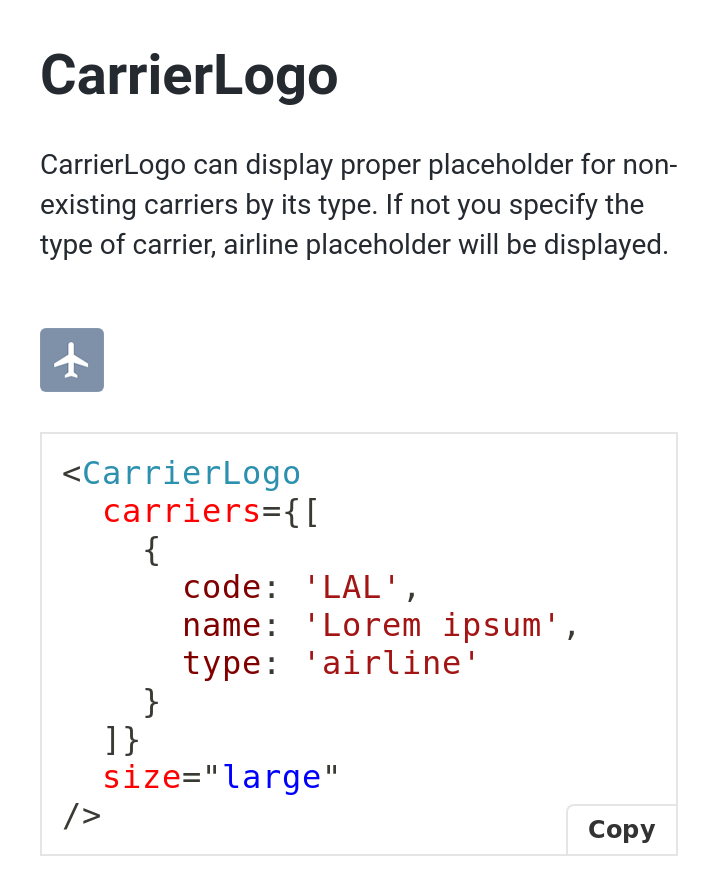 CarrierLogo
CarrierLogo can display proper placeholder for non-
existing carriers by its type. If not you specify the
type of carrier, airline placeholder will be displayed.
<CarrierLogo
  carriers={[
    {
      code: 'LAL',
      name: 'Lorem ipsum',
      type: 'airline'
    }
  ]}
  size="large"
/>
Copy